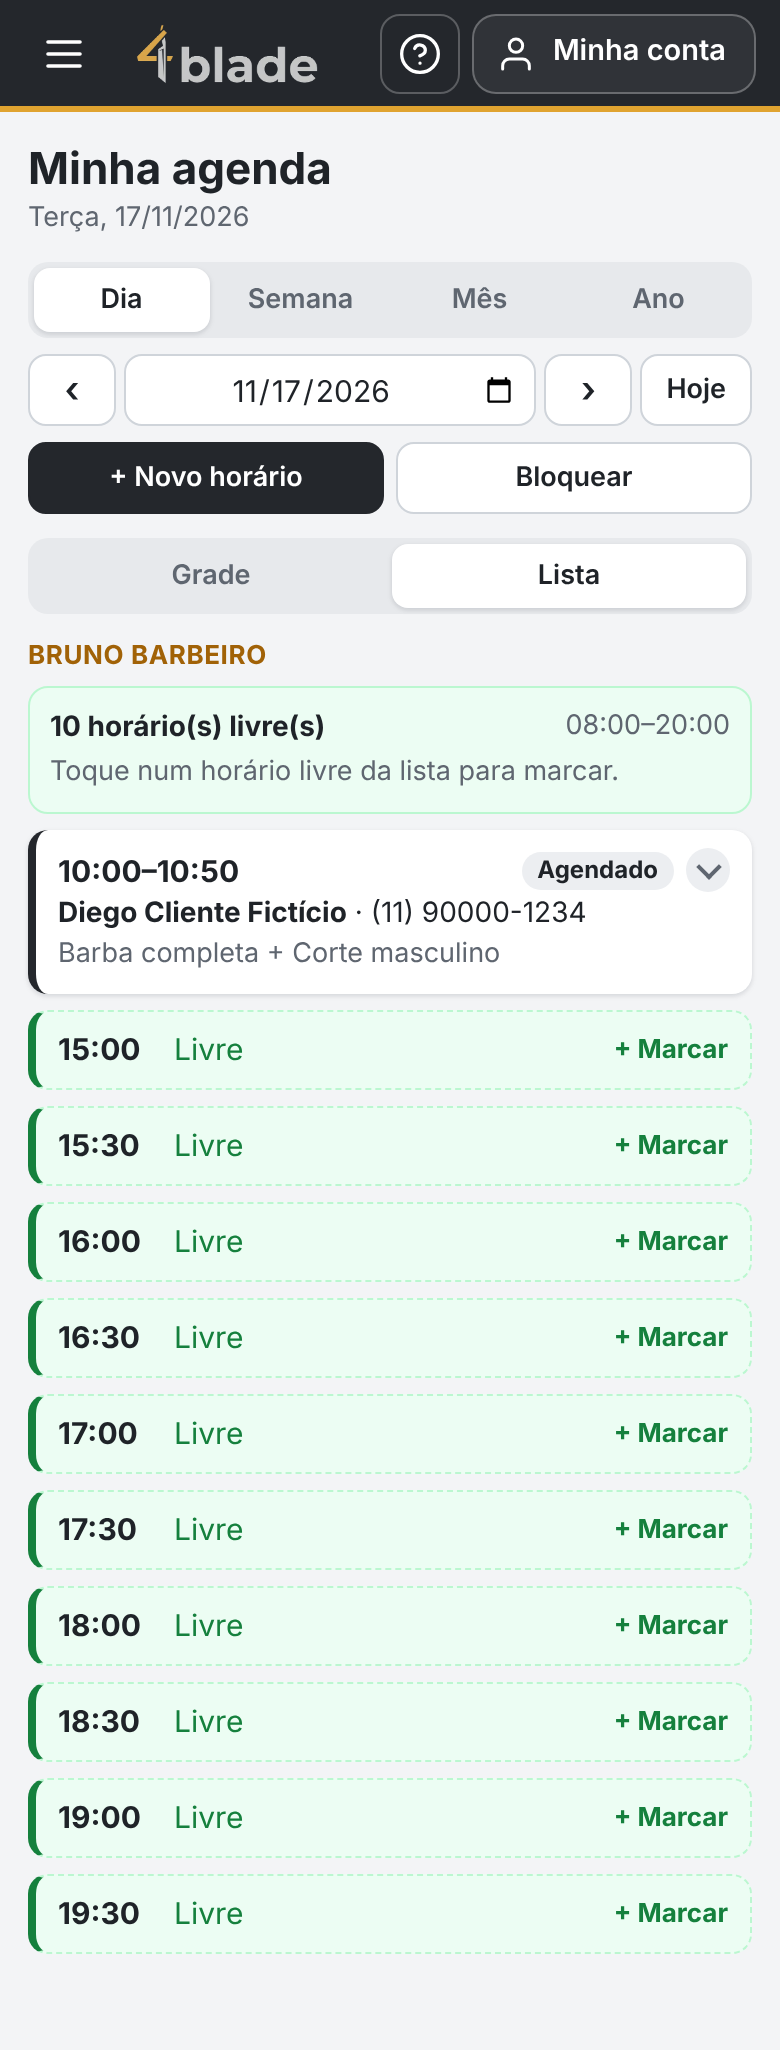 4blade
Minha conta
Minha agenda
Terça, 17/11/2026
Dia Semana Mês Ano
‹ 11/17/2026 › Hoje
+ Novo horário Bloquear
Grade Lista
BRUNO BARBEIRO
10 horário(s) livre(s) 08:00–20:00
Toque num horário livre da lista para marcar.
10:00–10:50 Agendado
Diego Cliente Fictício · (11) 90000-1234
Barba completa + Corte masculino
15:00 Livre + Marcar
15:30 Livre + Marcar
16:00 Livre + Marcar
16:30 Livre + Marcar
17:00 Livre + Marcar
17:30 Livre + Marcar
18:00 Livre + Marcar
18:30 Livre + Marcar
19:00 Livre + Marcar
19:30 Livre + Marcar